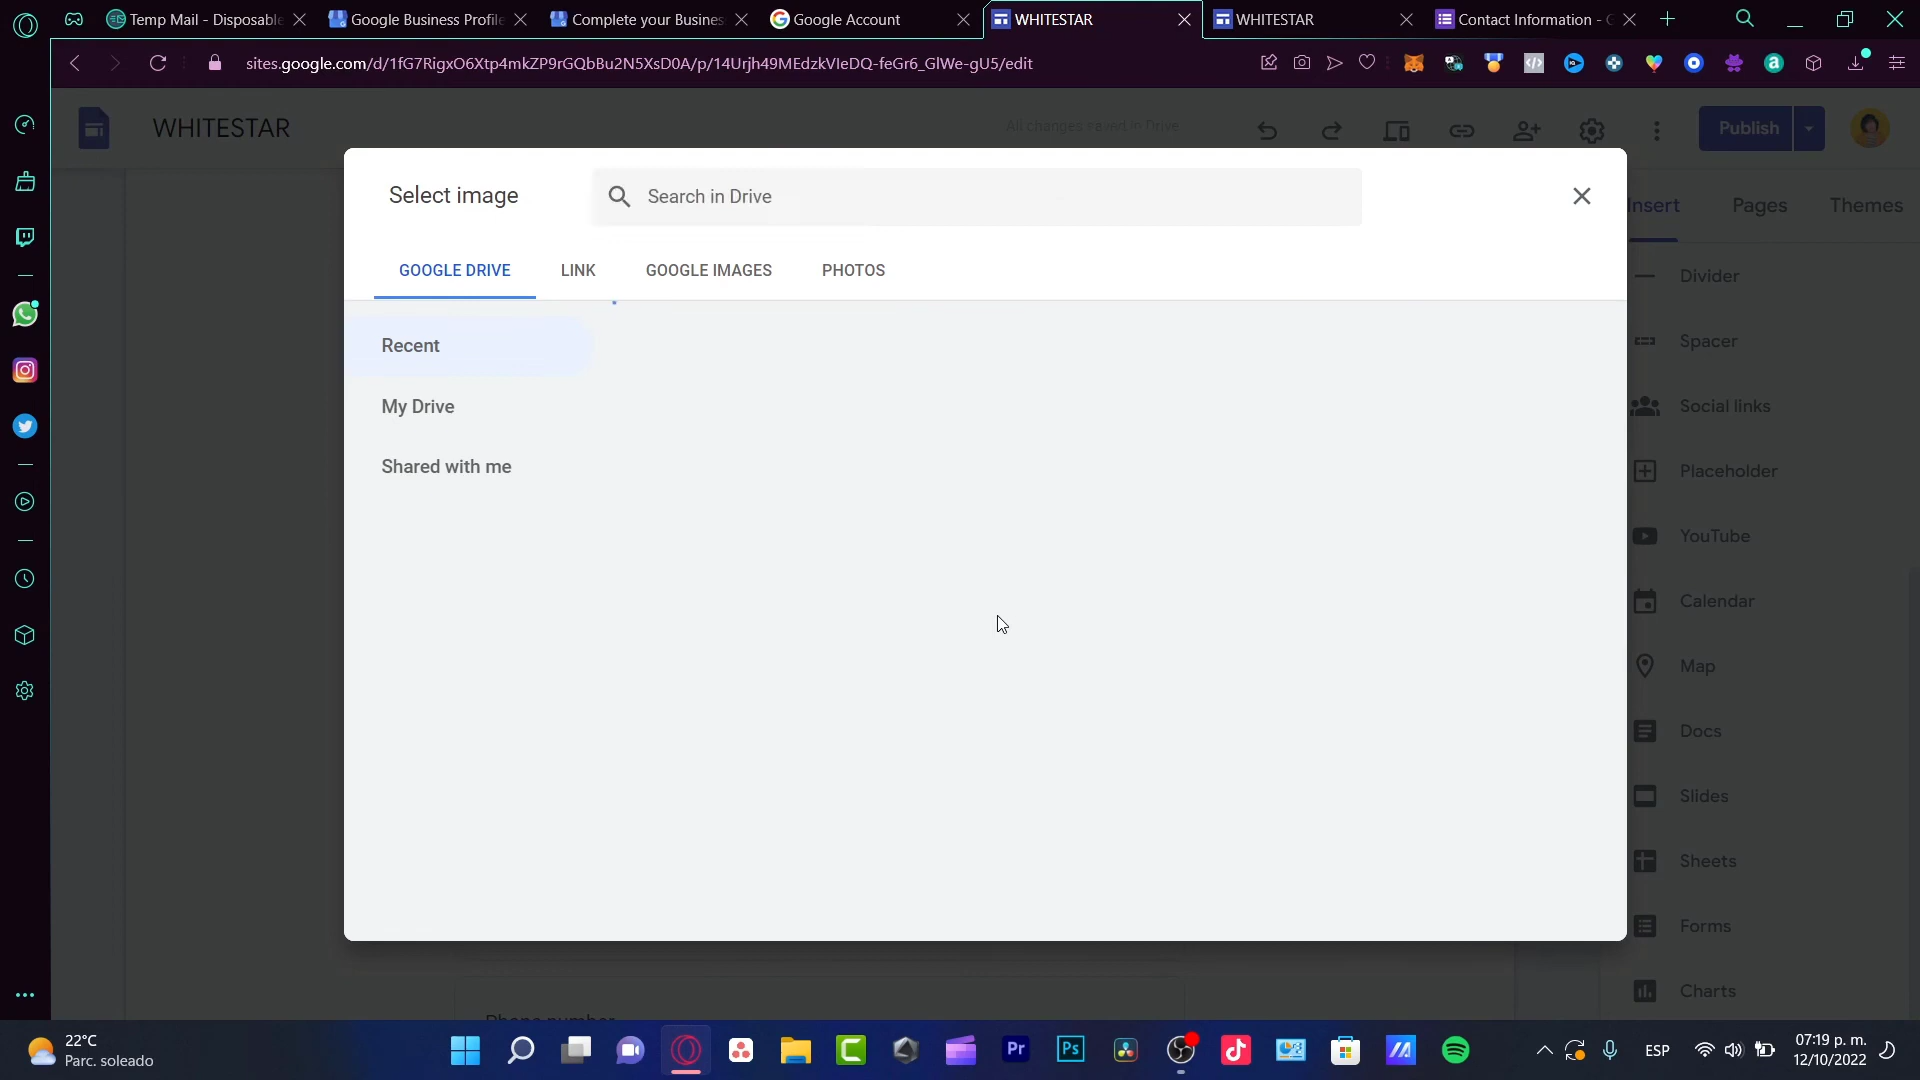 Temp Mail - Disposable
Google Business Profile
Complete your Busines
Google Account
WHITESTAR
WHITESTAR
Contact Information - G
sites.google.com/d/1fG7RigxO6Xtp4mkZP9rGQbBu2N5XsD0A/p/14Urjh49MEdzkVIeDQ-feGr6_GlWe-gU5/edit
WHITESTAR
All changes saved in Drive
Publish
Select image
Search in Drive
GOOGLE DRIVE
LINK
GOOGLE IMAGES
PHOTOS
Recent
My Drive
Shared with me
Insert
Pages
Themes
Divider
Spacer
Social links
Placeholder
YouTube
Calendar
Map
Docs
Slides
Sheets
Forms
Charts
Phone number
22°C
Parc. soleado
Pr
Ps
ESP
07:19 p. m.
12/10/2022